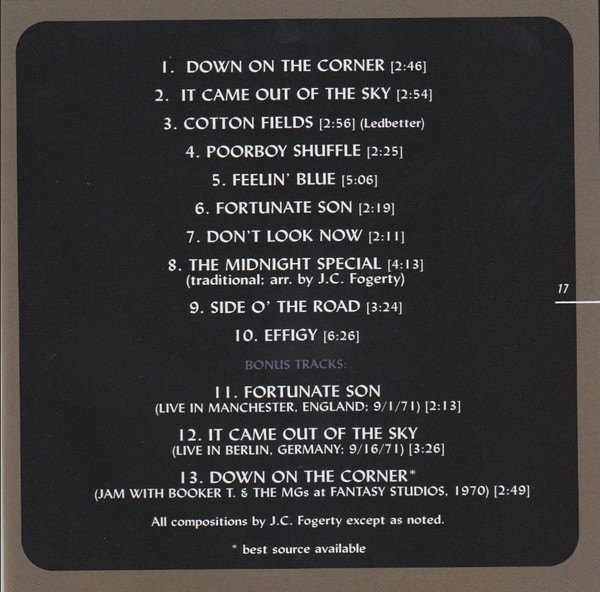 1. DOWN ON THE CORNER [2:46]
2. IT CAME OUT OF THE SKY [2:54]
3. COTTON FIELDS [2:56] (Ledbetter)
4. POORBOY SHUFFLE [2:25]
5. FEELIN' BLUE [5:06]
6. FORTUNATE SON [2:19]
7. DON'T LOOK NOW [2:11]
8. THE MIDNIGHT SPECIAL [4:13]
(traditional; arr. by J.C. Fogerty)
17
9. SIDE O' THE ROAD [3:24]
10. EFFIGY [6:26]
BONUS TRACKS:
11. FORTUNATE SON
(LIVE IN MANCHESTER, ENGLAND; 9/1/71) [2:13]
12. IT CAME OUT OF THE SKY
(LIVE IN BERLIN, GERMANY; 9/16/71) [3:26]
13. DOWN ON THE CORNER*
(JAM WITH BOOKER T. & THE MGs at FANTASY STUDIOS, 1970) [2:49]
All compositions by J.C. Fogerty except as noted.
* best source available